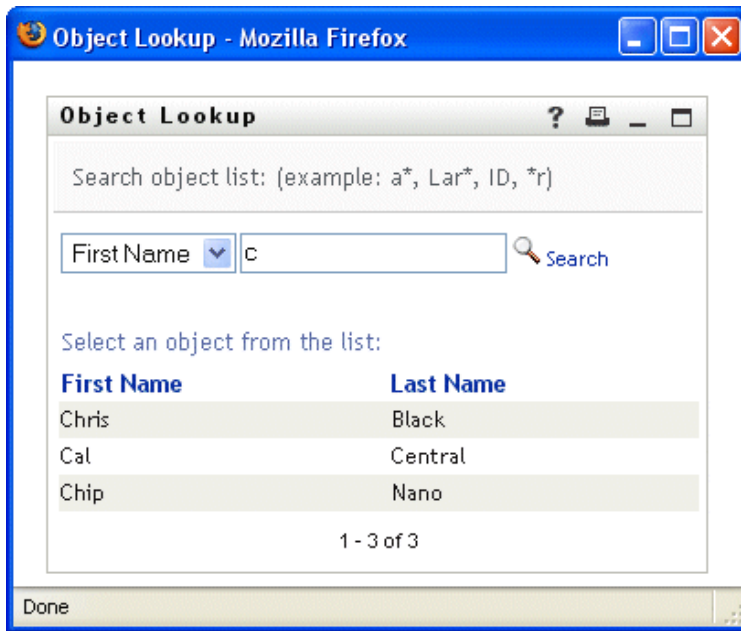 Object Lookup - Mozilla Firefox
Object Lookup ?
Search object list: (example: a*, Lar*, ID, *r)
First Name c Search
Select an object from the list:
First Name Last Name
Chris Black
Cal Central
Chip Nano
1 - 3 of 3
Done